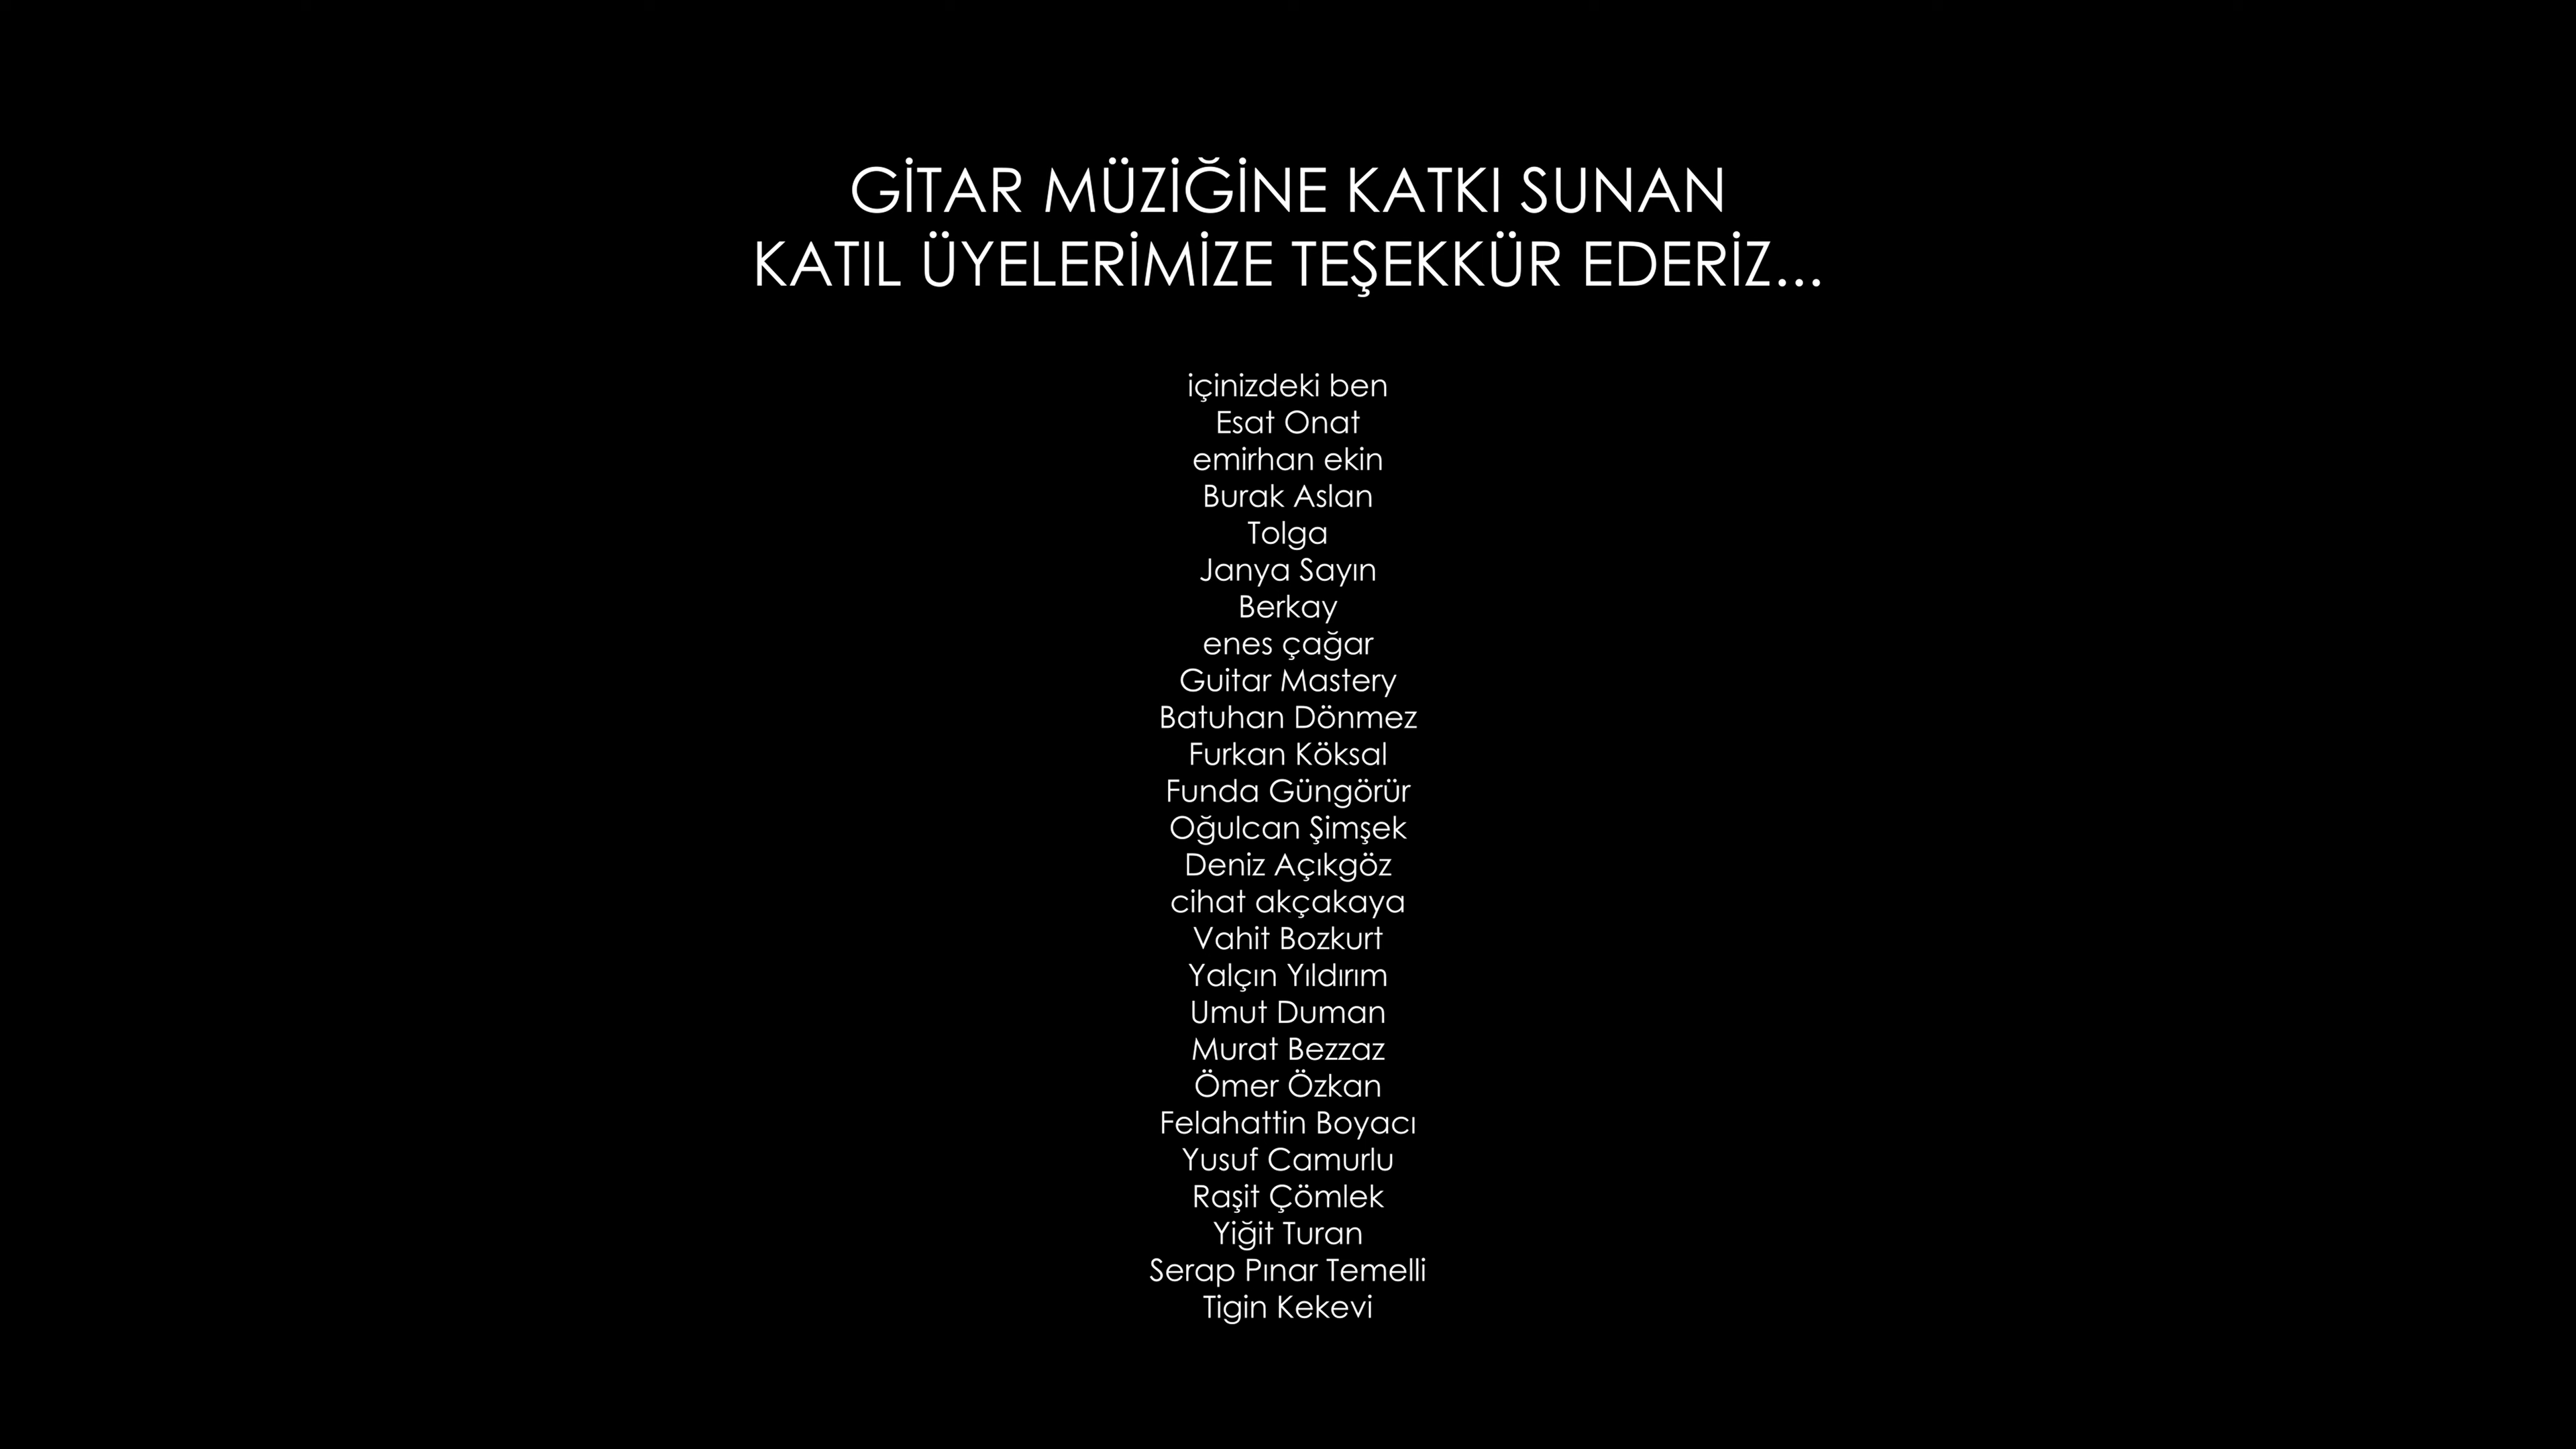 GİTAR MÜZİĞİNE KATKI SUNAN
KATIL ÜYELERİMİZE TEŞEKKÜR EDERİZ...
içinizdeki ben
Esat Onat
emirhan ekin
Burak Aslan
Tolga
Janya Sayın
Berkay
enes çağar
Guitar Mastery
Batuhan Dönmez
Furkan Köksal
Funda Güngörür
Oğulcan Şimşek
Deniz Açıkgöz
cihat akçakaya
Vahit Bozkurt
Yalçın Yıldırım
Umut Duman
Murat Bezzaz
Ömer Özkan
Felahattin Boyacı
Yusuf Camurlu
Raşit Çömlek
Yiğit Turan
Serap Pınar Temelli
Tigin Kekevi